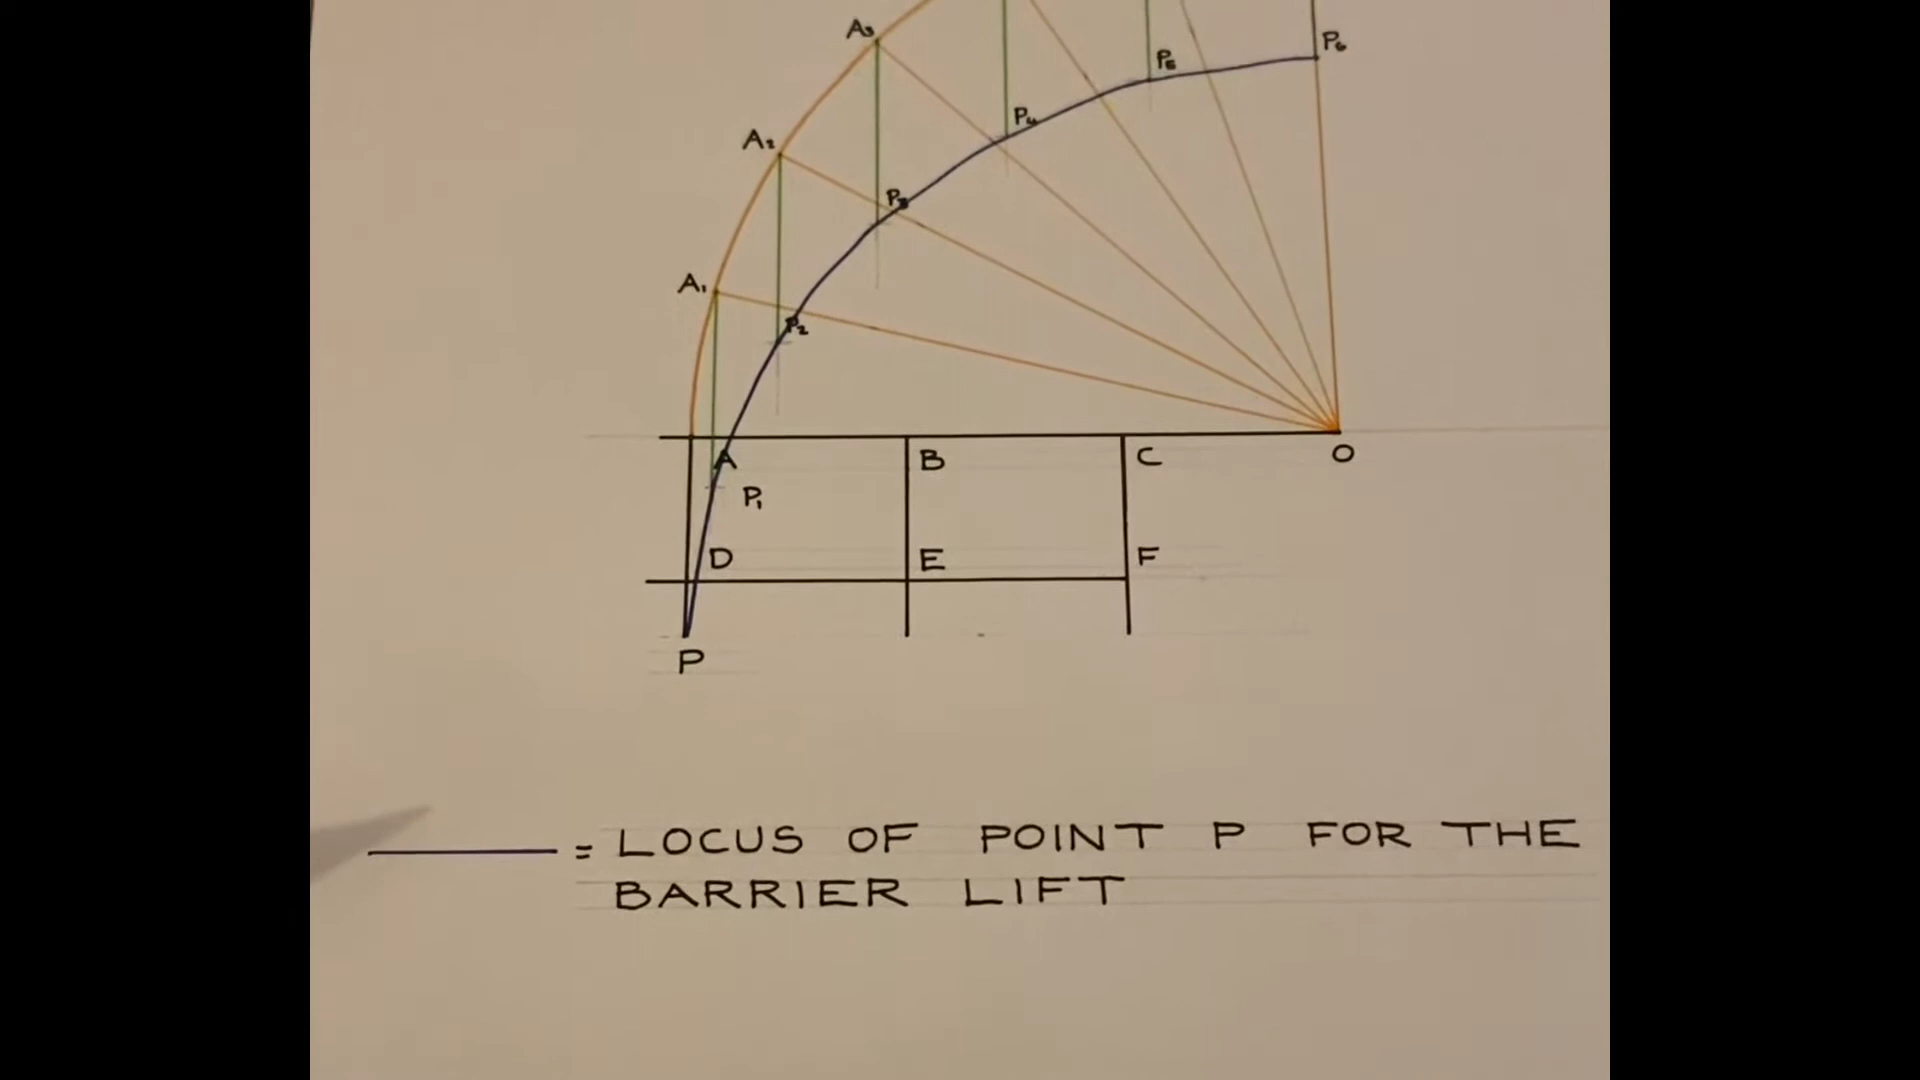 A₃
P₆
P₅
P₄
A₂
P₃
A₁
P₂
A
B
C
O
P₁
D
E
F
P
= LOCUS OF POINT P FOR THE
BARRIER LIFT